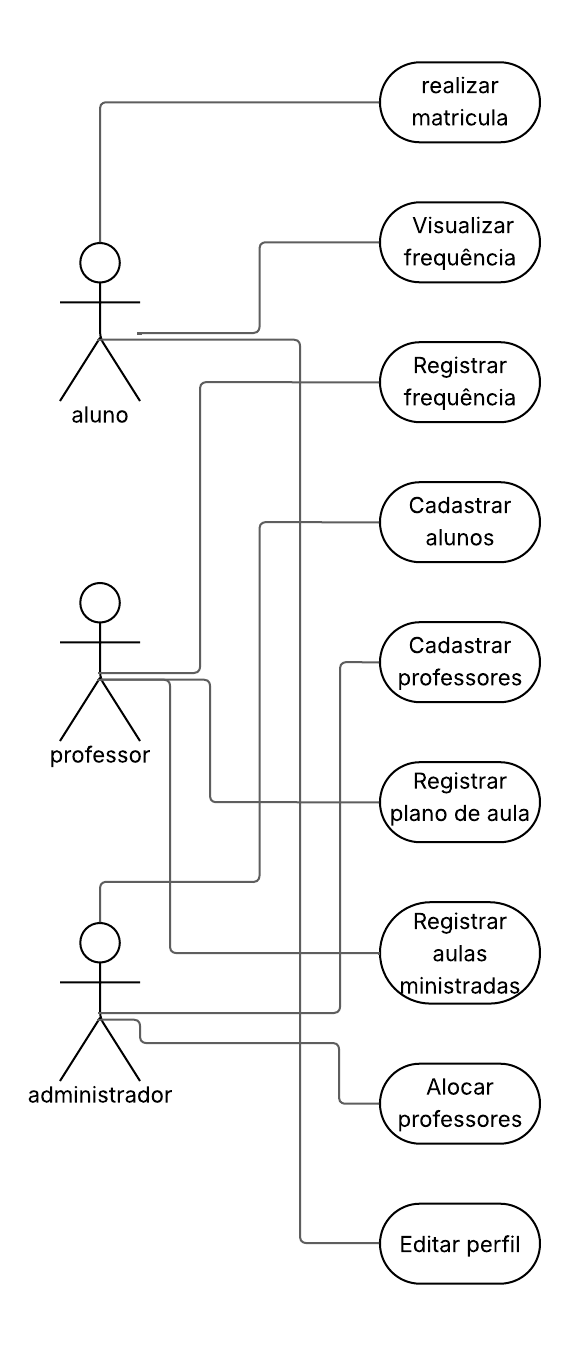 realizar
matricula
Visualizar
frequência
Registrar
frequência
aluno
Cadastrar
alunos
Cadastrar
professores
professor
Registrar
plano de aula
Registrar
aulas
ministradas
Alocar
professores
administrador
Editar perfil